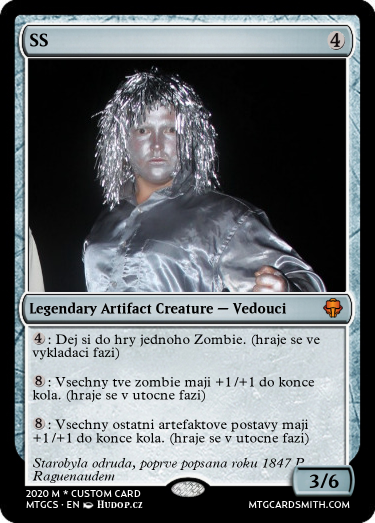 SS 4
Legendary Artifact Creature — Vedouci
4: Dej si do hry jednoho Zombie. (hraje se ve
vykladaci fazi)
8: Vsechny tve zombie maji +1/+1 do konce
kola. (hraje se v utocne fazi)
8: Vsechny ostatni artefaktove postavy maji
+1/+1 do konce kola. (hraje se v utocne fazi)
Starobyla odruda, poprve popsana roku 1847 P.
Raguenaudem
3/6
2020 M * CUSTOM CARD
MTGCS · EN HUDOP.CZ
MTGCARDSMITH.COM